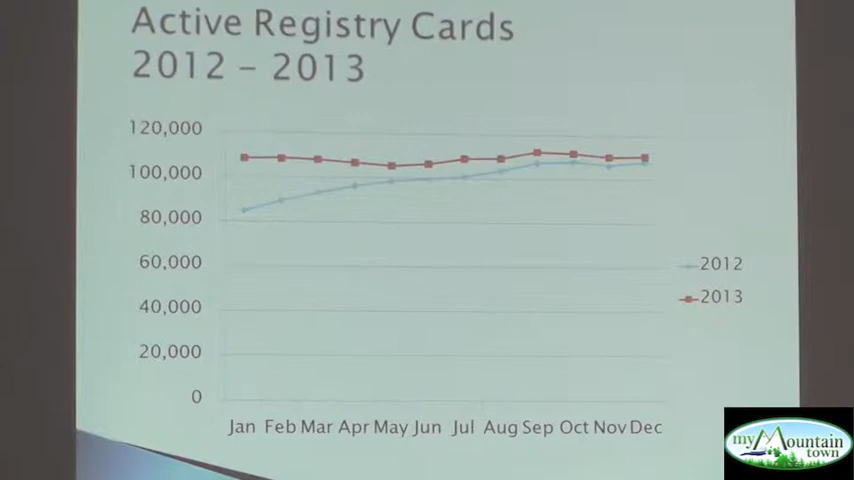 Active Registry Cards
2012 – 2013
120,000
100,000
80,000
60,000
40,000
20,000
0
Jan Feb Mar Apr May Jun Jul Aug Sep Oct Nov Dec
2012
2013
my Mountain
town